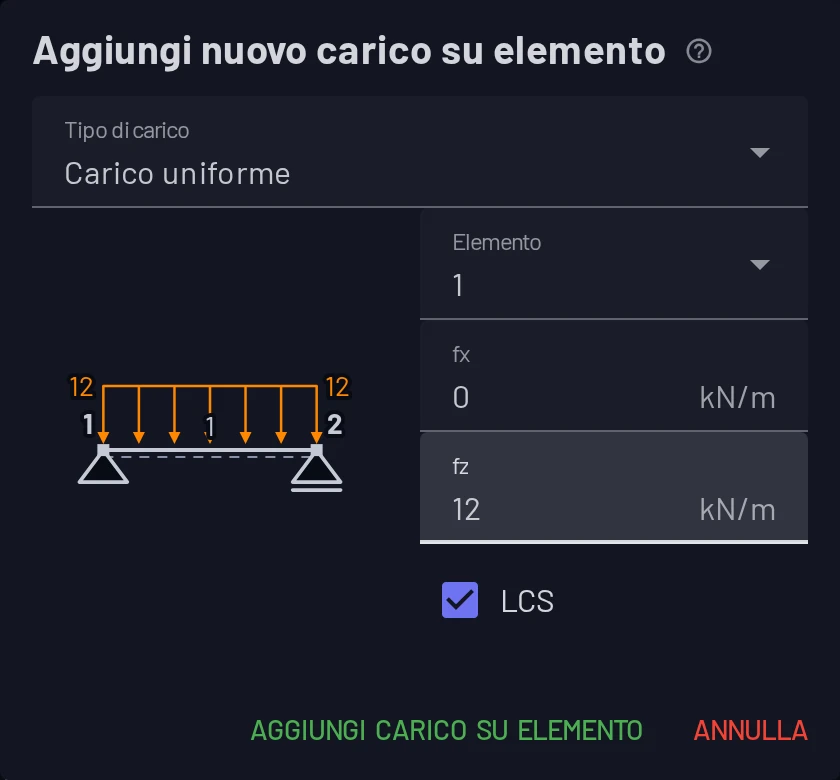 Aggiungi nuovo carico su elemento ?
Tipo di carico
Carico uniforme
Elemento
1
fx
0 kN/m
fz
12 kN/m
LCS
12 12
1 1 2
AGGIUNGI CARICO SU ELEMENTO ANNULLA